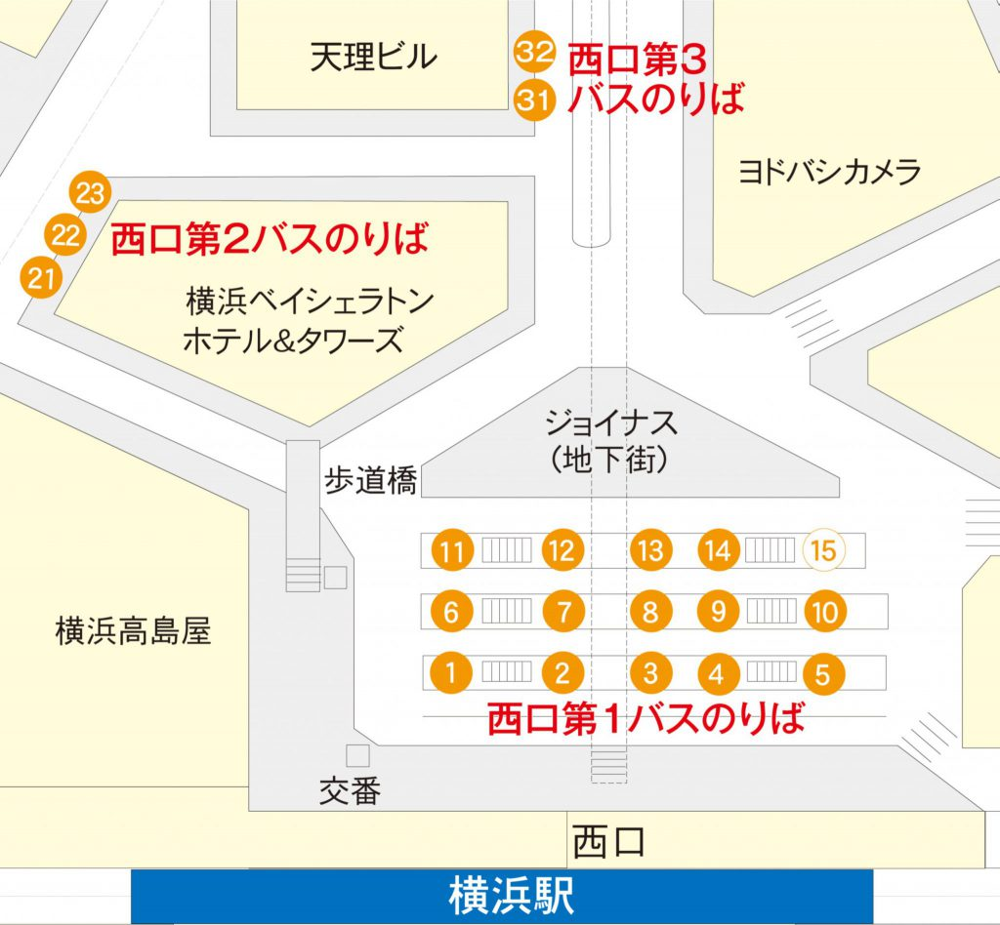 天理ビル
32
31
西口第3
バスのりば
ヨドバシカメラ
23
22
21
西口第2バスのりば
横浜ベイシェラトン
ホテル&タワーズ
ジョイナス
(地下街)
歩道橋
11
12
13
14
15
6
7
8
9
10
横浜高島屋
1
2
3
4
5
西口第1バスのりば
交番
西口
横浜駅